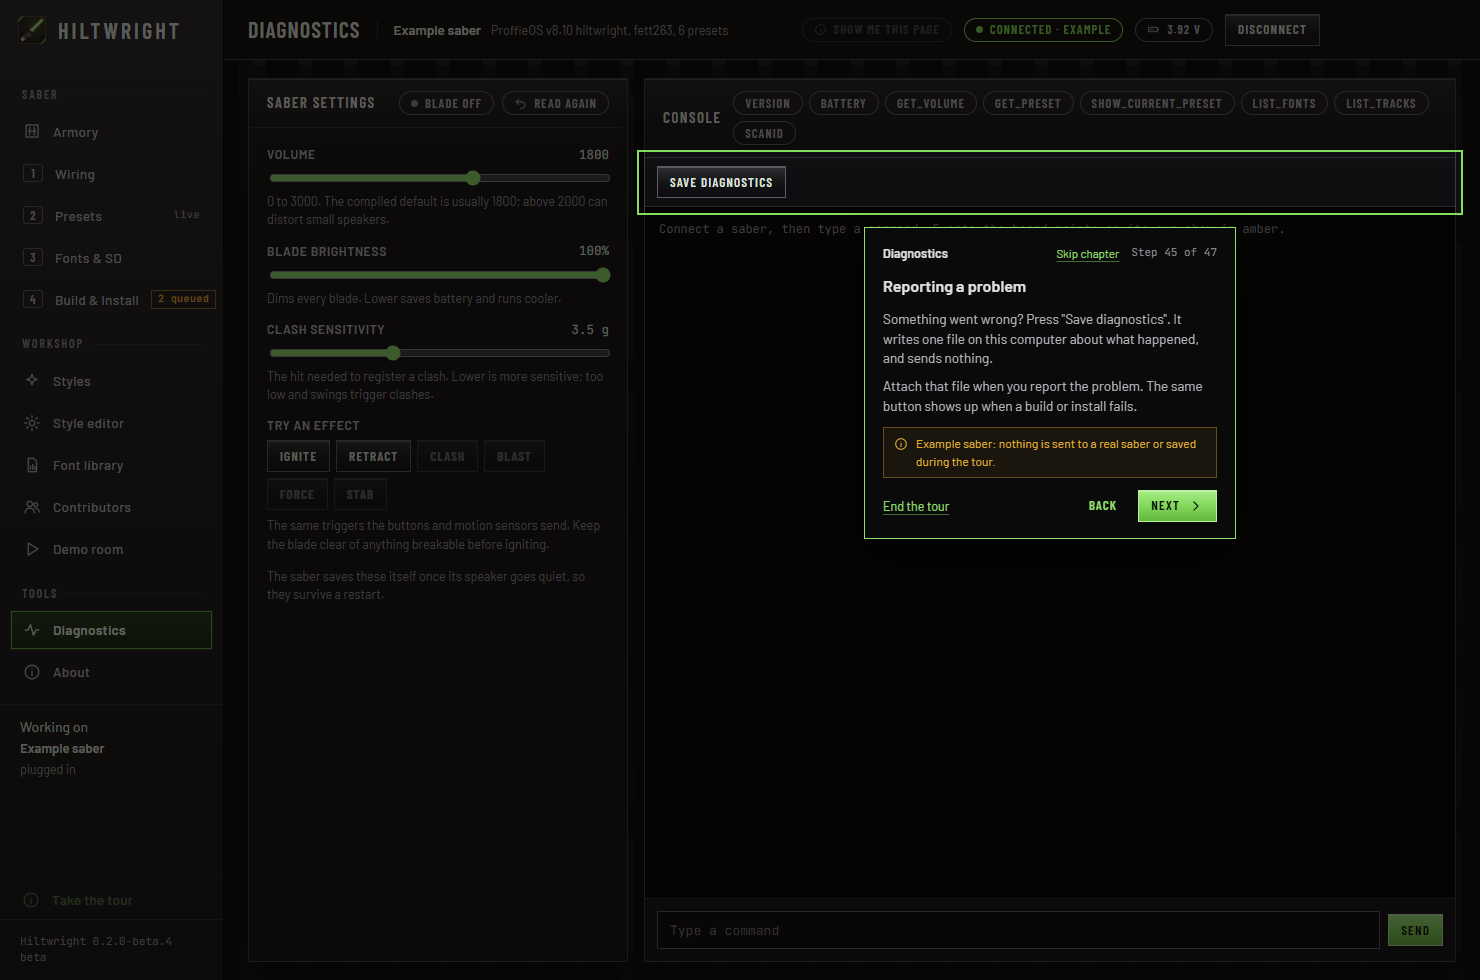 HILTWRIGHT
SABER
Armory
1 Wiring
2 Presets live
3 Fonts & SD
4 Build & Install 2 queued
WORKSHOP
Styles
Style editor
Font library
Contributors
Demo room
TOOLS
Diagnostics
About
Working on
Example saber
plugged in
Take the tour
Hiltwright 0.2.0-beta.4
beta
DIAGNOSTICS
Example saber ProffieOS v8.10 hiltwright, fett263, 6 presets
SHOW ME THIS PAGE
CONNECTED · EXAMPLE
3.92 V
DISCONNECT
SABER SETTINGS
BLADE OFF
READ AGAIN
VOLUME 1800
0 to 3000. The compiled default is usually 1800; above 2000 can
distort small speakers.
BLADE BRIGHTNESS 100%
Dims every blade. Lower saves battery and runs cooler.
CLASH SENSITIVITY 3.5 g
The hit needed to register a clash. Lower is more sensitive; too
low and swings trigger clashes.
TRY AN EFFECT
IGNITE RETRACT CLASH BLAST
FORCE STAB
The same triggers the buttons and motion sensors send. Keep
the blade clear of anything breakable before igniting.
The saber saves these itself once its speaker goes quiet, so
they survive a restart.
CONSOLE
VERSION BATTERY GET_VOLUME GET_PRESET SHOW_CURRENT_PRESET LIST_FONTS LIST_TRACKS
SCANID
SAVE DIAGNOSTICS
Connect a saber, then type a amber.
Diagnostics Skip chapter Step 45 of 47
Reporting a problem
Something went wrong? Press "Save diagnostics". It
writes one file on this computer about what happened,
and sends nothing.
Attach that file when you report the problem. The same
button shows up when a build or install fails.
Example saber: nothing is sent to a real saber or saved
during the tour.
End the tour BACK NEXT
Type a command SEND